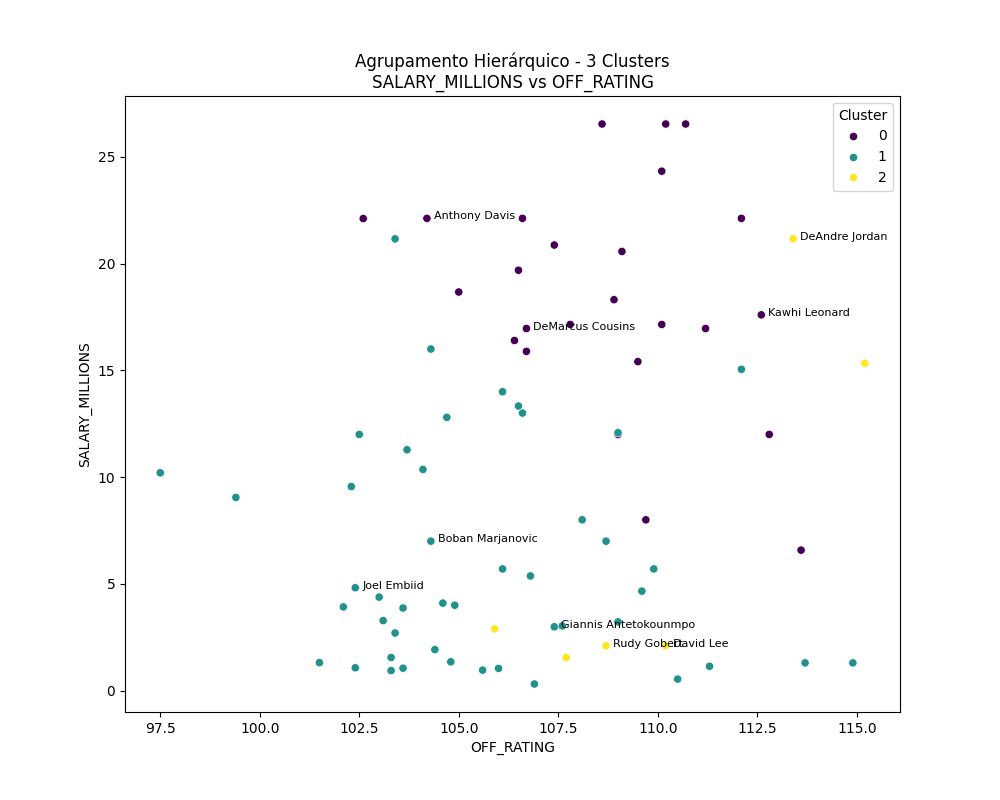 Agrupamento Hierárquico - 3 Clusters
SALARY_MILLIONS vs OFF_RATING
Cluster
0
1
2
25
20
15
10
5
0
SALARY_MILLIONS
Anthony Davis
DeAndre Jordan
Kawhi Leonard
DeMarcus Cousins
Boban Marjanovic
Joel Embiid
Giannis Antetokounmpo
Rudy Gobert
David Lee
97.5
100.0
102.5
105.0
107.5
110.0
112.5
115.0
OFF_RATING